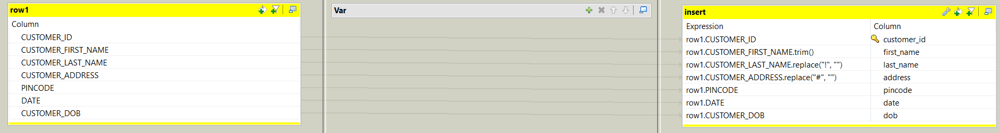 row1
Column
CUSTOMER_ID
CUSTOMER_FIRST_NAME
CUSTOMER_LAST_NAME
CUSTOMER_ADDRESS
PINCODE
DATE
CUSTOMER_DOB
Var
insert
Expression Column
row1.CUSTOMER_ID customer_id
row1.CUSTOMER_FIRST_NAME.trim() first_name
row1.CUSTOMER_LAST_NAME.replace("!", "") last_name
row1.CUSTOMER_ADDRESS.replace("#", "") address
row1.PINCODE pincode
row1.DATE date
row1.CUSTOMER_DOB dob